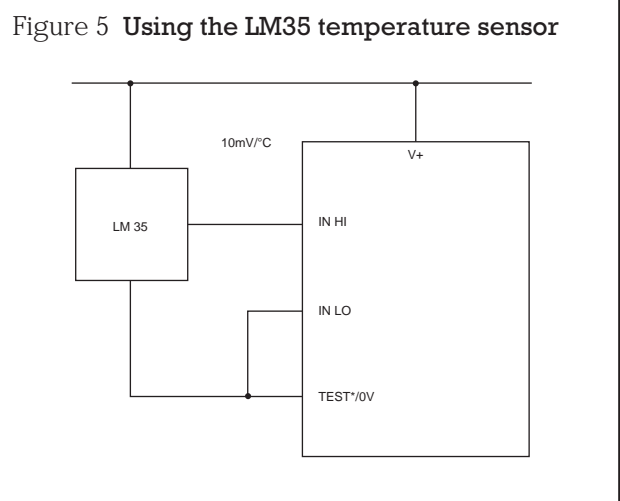 Figure 5 Using the LM35 temperature sensor
10mV/°C
V+
LM 35
IN HI
IN LO
TEST*/0V